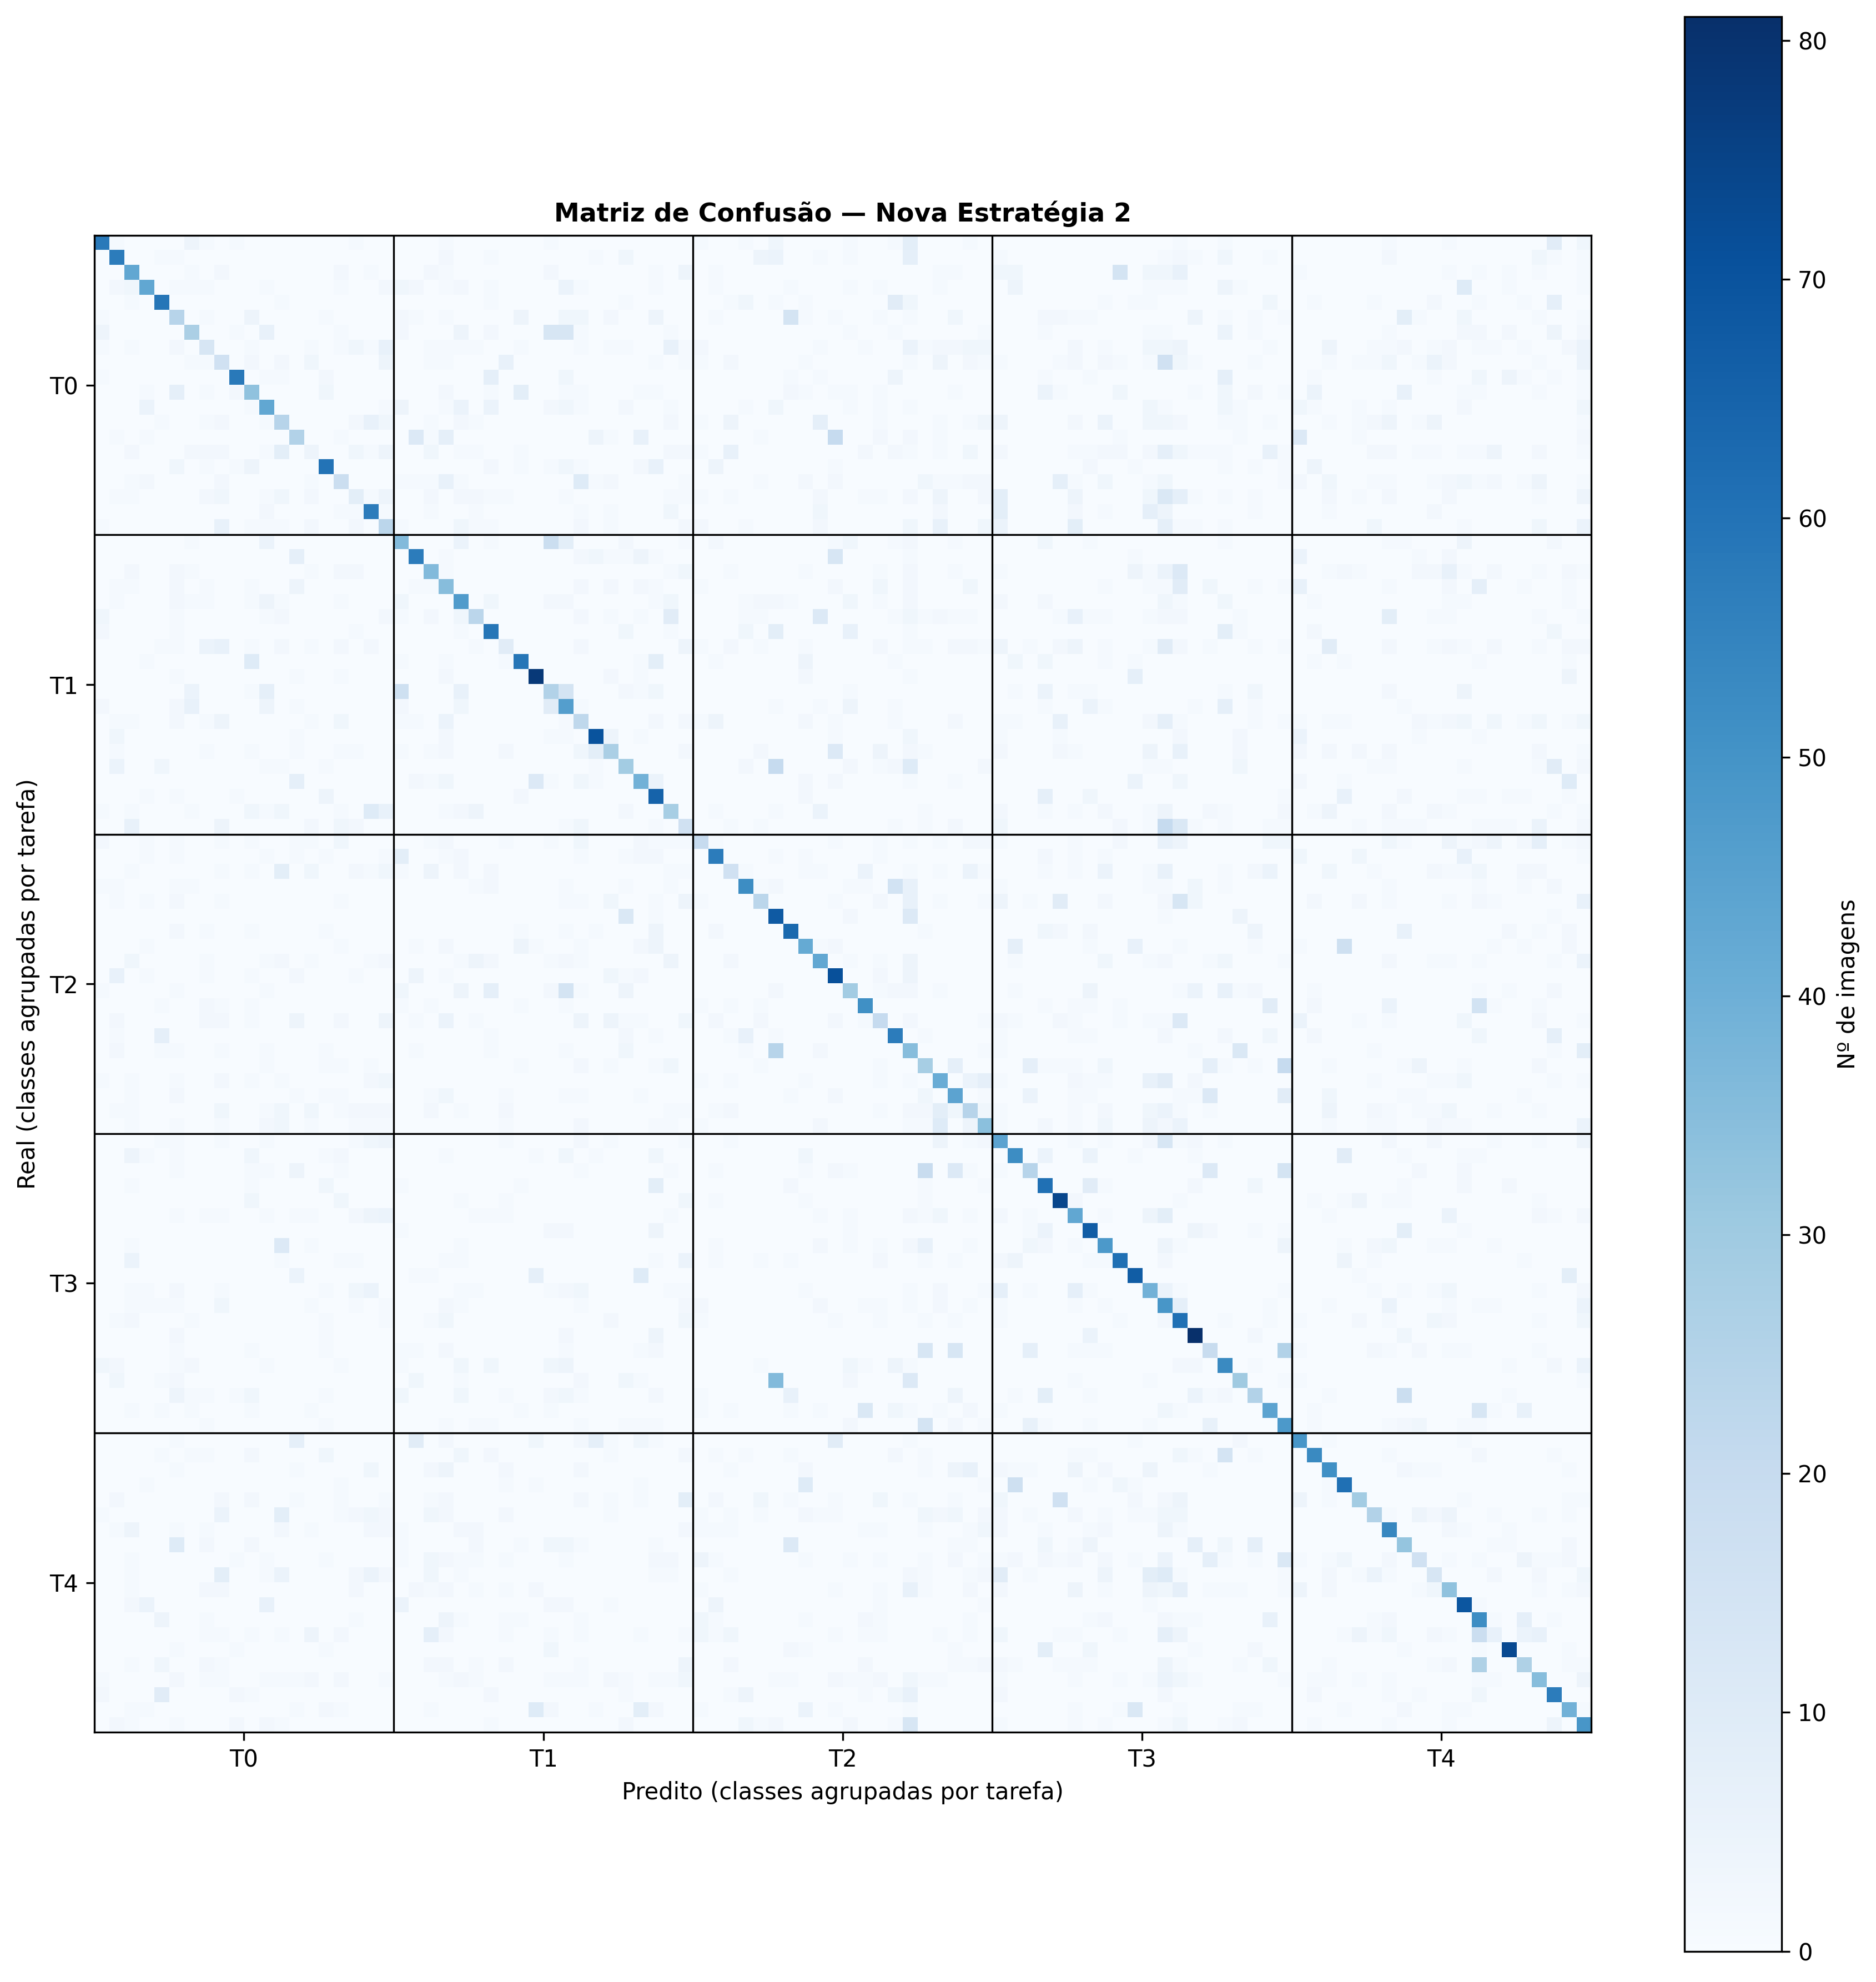 Matriz de Confusão — Nova Estratégia 2
Real (classes agrupadas por tarefa)
T0
T1
T2
T3
T4
T0 T1 T2 T3 T4
Predito (classes agrupadas por tarefa)
80
70
60
50
40
30
20
10
0
Nº de imagens